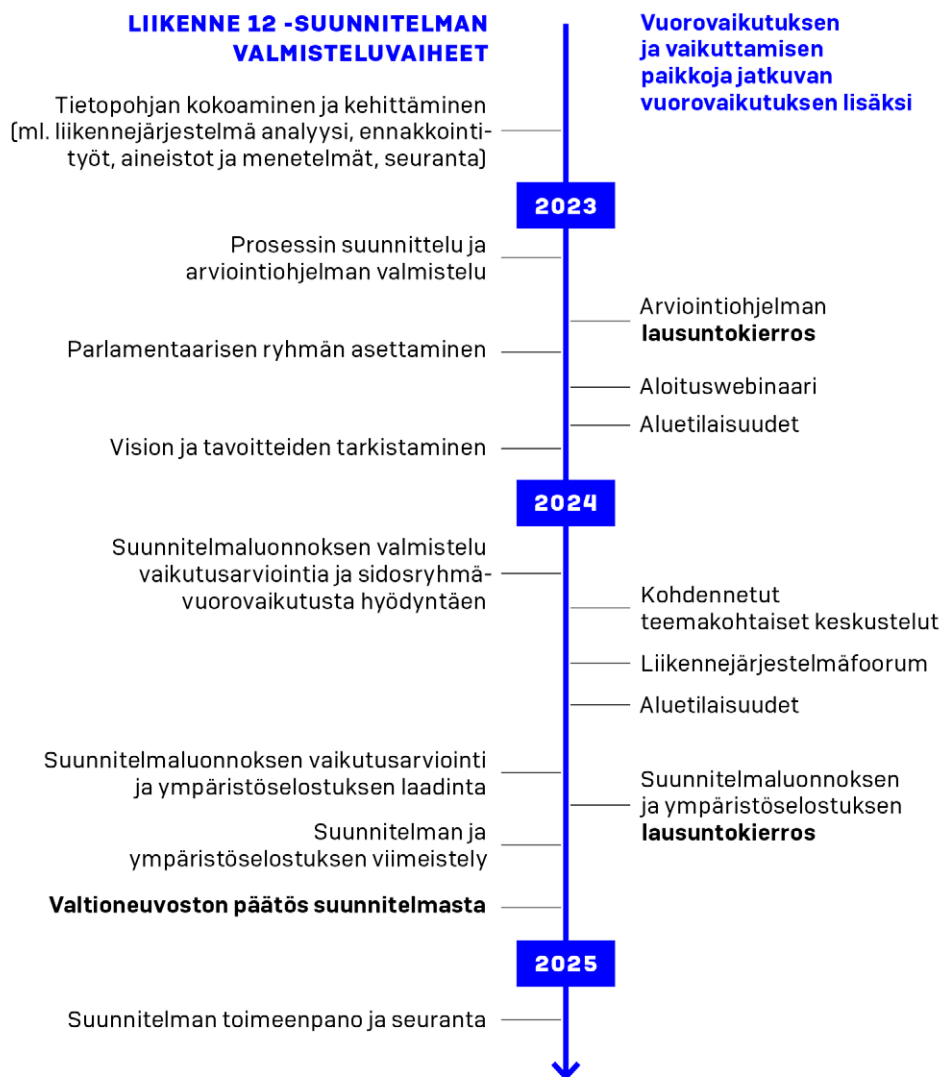 LIIKENNE 12 -SUUNNITELMAN
VALMISTELUVAIHEET
Vuorovaikutuksen
ja vaikuttamisen
paikkoja jatkuvan
vuorovaikutuksen lisäksi
Tietopohjan kokoaminen ja kehittäminen
(ml. liikennejärjestelmä analyysi, ennakkointi-
työt, aineistot ja menetelmät, seuranta)
2023
Prosessin suunnittelu ja
arviointiohjelman valmistelu
Arviointiohjelman
lausuntokierros
Parlamentaarisen ryhmän asettaminen
Aloituswebinaari
Aluetilaisuudet
Vision ja tavoitteiden tarkistaminen
2024
Suunnitelmaluonnoksen valmistelu
vaikutusarviointia ja sidosryhmä-
vuorovaikutusta hyödyntäen
Kohdennetut
teemakohtaiset keskustelut
Liikennejärjestelmäfoorum
Aluetilaisuudet
Suunnitelmaluonnoksen vaikutusarviointi
ja ympäristöselostuksen laadinta
Suunnitelmaluonnoksen
ja ympäristöselostuksen
lausuntokierros
Suunnitelman ja
ympäristöselostuksen viimeistely
Valtioneuvoston päätös suunnitelmasta
2025
Suunnitelman toimeenpano ja seuranta